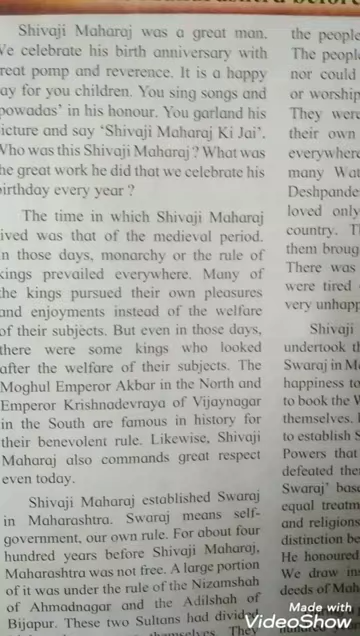 before
Shivaji Maharaj was a great man.
We celebrate his birth anniversary with
great pomp and reverence. It is a happy
day for you children. You sing songs and
'powadas' in his honour. You garland his
picture and say 'Shivaji Maharaj Ki Jai'.
Who was this Shivaji Maharaj ? What was
the great work he did that we celebrate his
birthday every year ?
The time in which Shivaji Maharaj
lived was that of the medieval period.
In those days, monarchy or the rule of
kings prevailed everywhere. Many of
the kings pursued their own pleasures
and enjoyments instead of the welfare
of their subjects. But even in those days,
there were some kings who looked
after the welfare of their subjects. The
Moghul Emperor Akbar in the North and
Emperor Krishnadevraya of Vijaynagar
in the South are famous in history for
their benevolent rule. Likewise, Shivaji
Maharaj also commands great respect
even today.
Shivaji Maharaj established Swaraj
in Maharashtra. Swaraj means self-
government, our own rule. For about four
hundred years before Shivaji Maharaj,
Maharashtra was not free. A large portion
of it was under the rule of the Nizamshah
of Ahmadnagar and the Adilshah of
Bijapur. These two Sultans had divided
themselves. They
the people
The people
nor could
or worship
They were
their own
everywhere
many Wat
Deshpande
loved only
country. T
them broug
There was
were tired
very unhapp
Shivaji
undertook th
Swaraj in Ma
happiness to
to book the W
themselves.
to establish S
Powers that
defeated the
Swaraj' base
equal treatm
and religions
distinction be
He honoured
We draw ins
deeds of Mah
Made with
VideoShow